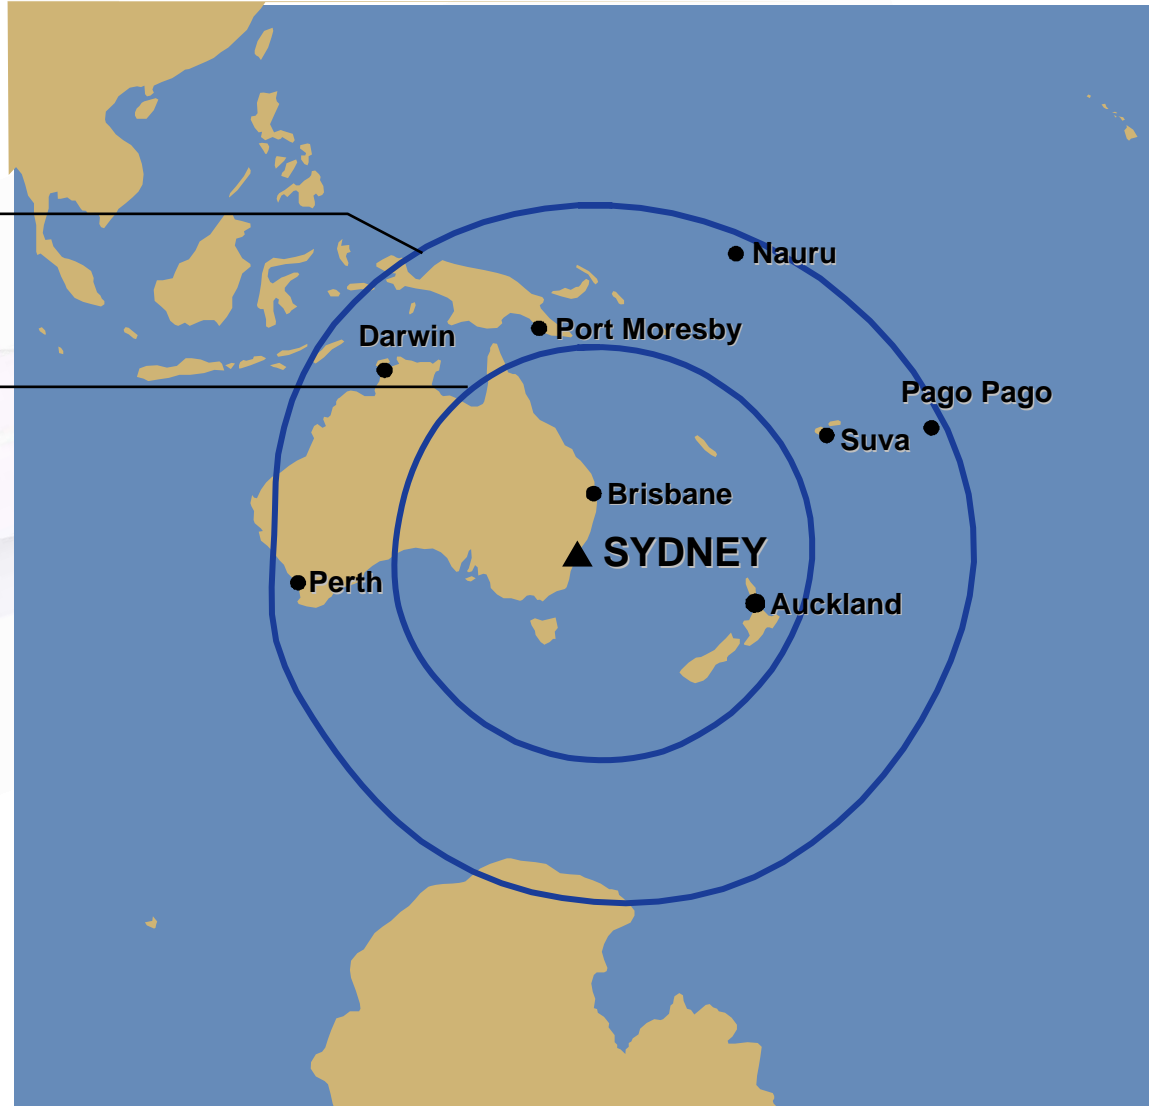 Nauru
Darwin
Port Moresby
Pago Pago
Suva
Brisbane
SYDNEY
Perth
Auckland